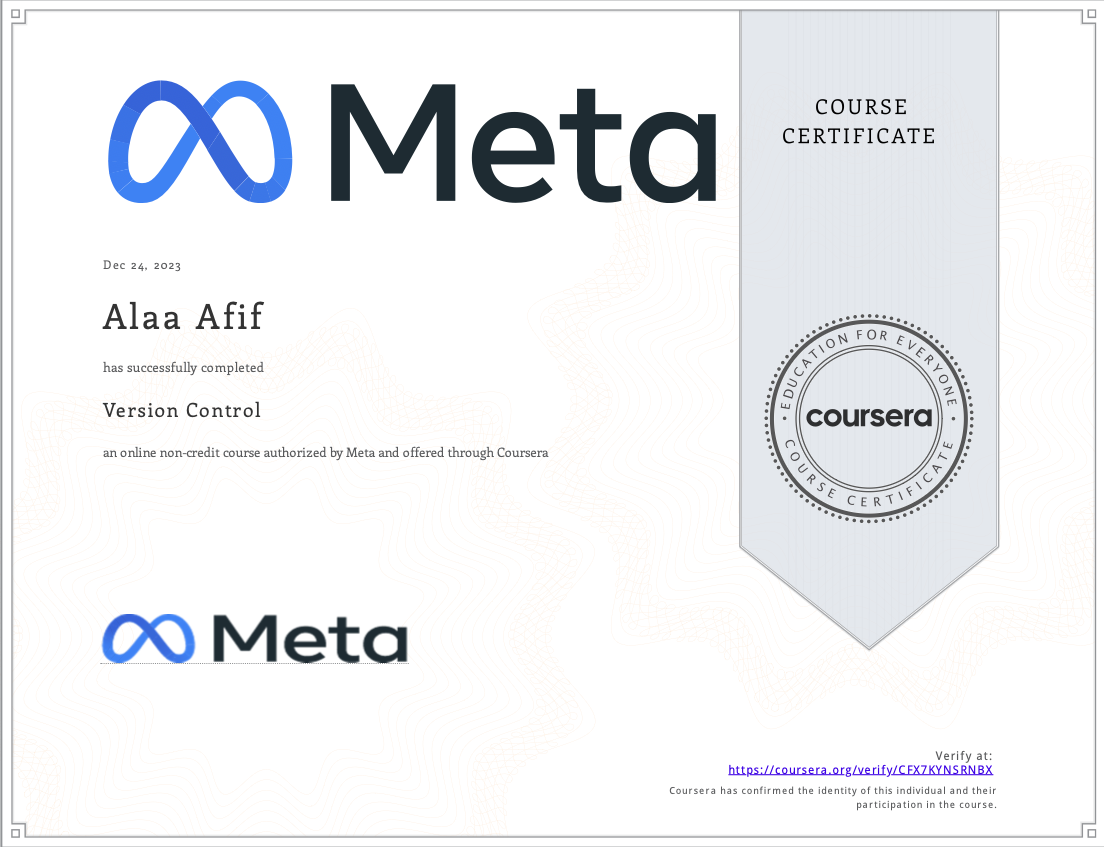 Meta
COURSE
CERTIFICATE
Dec 24, 2023
Alaa Afif
has successfully completed
Version Control
an online non-credit course authorized by Meta and offered through Coursera
EDUCATION FOR EVERYONE
coursera
COURSE CERTIFICATE
Meta
Verify at:
https://coursera.org/verify/CFX7KYNSRNBX
Coursera has confirmed the identity of this individual and their
participation in the course.